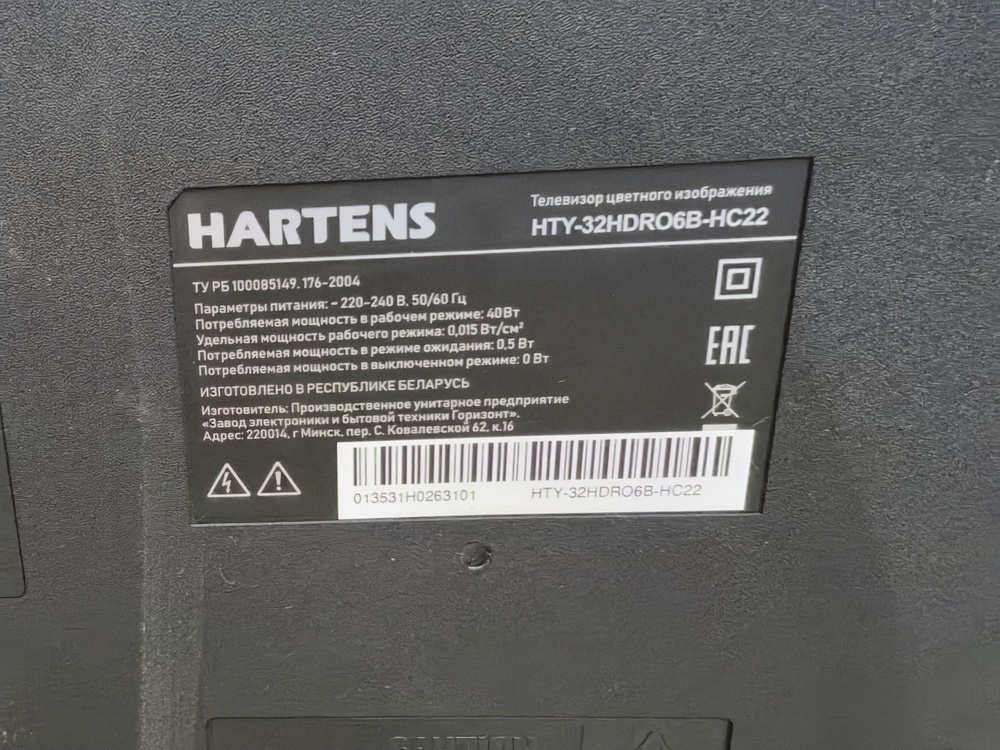 HARTENS
Телевизор цветного изображения
HTY-32HDRO6B-HC22
ТУ РБ 100085149.176-2004
Параметры питания: ~ 220-240 В, 50/60 Гц
Потребляемая мощность в рабочем режиме: 40Вт
Удельная мощность рабочего режима: 0,015 Вт/см²
Потребляемая мощность в режиме ожидания: 0,5 Вт
Потребляемая мощность в выключенном режиме: 0 Вт
ИЗГОТОВЛЕНО В РЕСПУБЛИКЕ БЕЛАРУСЬ
Изготовитель: Производственное унитарное предприятие
«Завод электроники и бытовой техники Горизонт».
Адрес: 220014, г Минск, пер. С. Ковалевской 62, к.16
EAC
013531H0263101 HTY-32HDRO6B-HC22
CAUTION